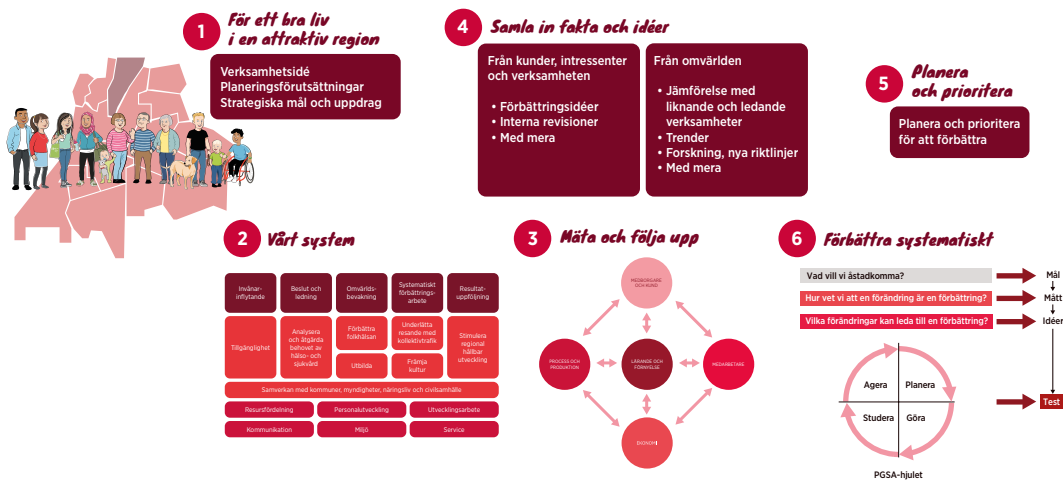 1
För ett bra liv
i en attraktiv region
Verksamhetsidé
Planeringsförutsättningar
Strategiska mål och uppdrag
4
Samla in fakta och idéer
Från kunder, intressenter
och verksamheten
• Förbättringsidéer
• Interna revisioner
• Med mera
Från omvärlden
• Jämförelse med
liknande och ledande
verksamheter
• Trender
• Forskning, nya riktlinjer
• Med mera
5
Planera
och prioritera
Planera och prioritera
för att förbättra
2
Vårt system
Invånar-
inflytande
Beslut och
ledning
Omvärlds-
bevakning
Systematiskt
förbättrings-
arbete
Resultat-
uppföljning
Tillgänglighet
Analysera
och åtgärda
behovet av
hälso- och
sjukvård
Förbättra
folkhälsan
Utbilda
Underlätta
resande med
kollektivtrafik
Främja
kultur
Stimulera
regional
hållbar
utveckling
Samverkan med kommuner, myndigheter, näringsliv och civilsamhälle
Resursfördelning
Personalutveckling
Utvecklingsarbete
Kommunikation
Miljö
Service
3
Mäta och följa upp
MEDBORGARE
OCH KUND
PROCESS OCH
PRODUKTION
LÄRANDE OCH
FÖRNYELSE
MEDARBETARE
EKONOMI
6
Förbättra systematiskt
Vad vill vi åstadkomma?
Mål
Hur vet vi att en förändring är en förbättring?
Mått
Vilka förändringar kan leda till en förbättring?
Idéer
Agera
Planera
Studera
Göra
Test
PGSA-hjulet